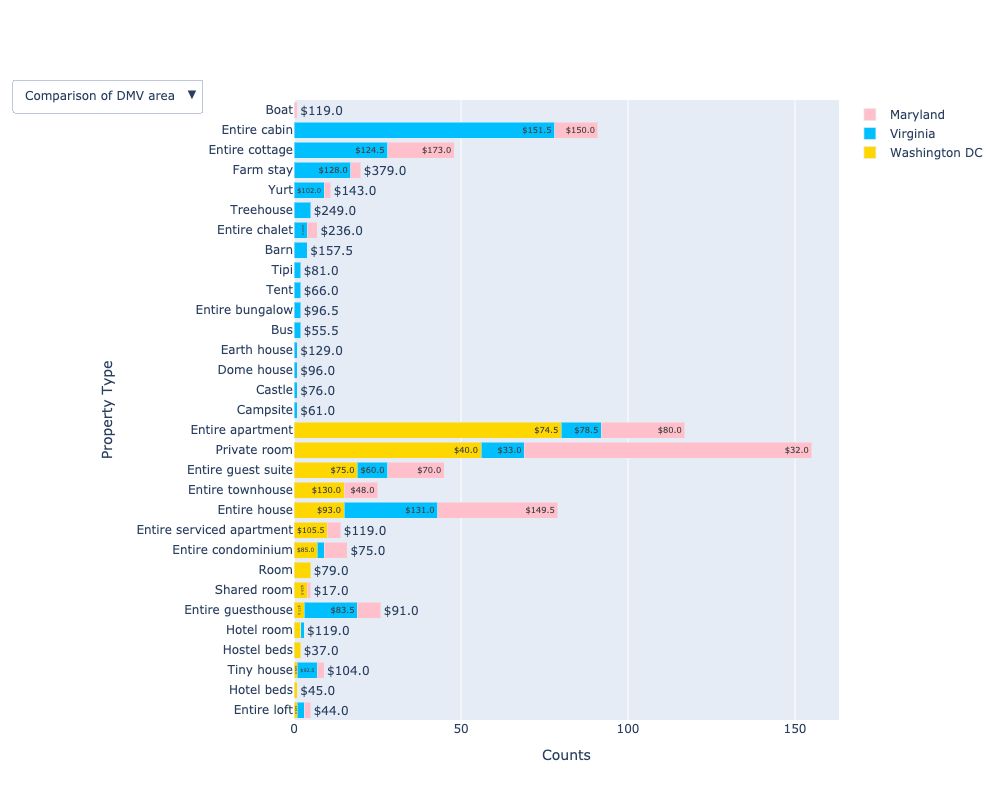 Comparison of DMV area ▼
Maryland
Virginia
Washington DC
Property Type
Boat $119.0
Entire cabin $151.5 $150.0
Entire cottage $124.5 $173.0
Farm stay $128.0 $379.0
Yurt $102.0 $143.0
Treehouse $249.0
Entire chalet $236.0
Barn $157.5
Tipi $81.0
Tent $66.0
Entire bungalow $96.5
Bus $55.5
Earth house $129.0
Dome house $96.0
Castle $76.0
Campsite $61.0
Entire apartment $74.5 $78.5 $80.0
Private room $40.0 $33.0 $32.0
Entire guest suite $75.0 $60.0 $70.0
Entire townhouse $130.0 $48.0
Entire house $93.0 $131.0 $149.5
Entire serviced apartment $105.5 $119.0
Entire condominium $85.0 $75.0
Room $79.0
Shared room $17.0
Entire guesthouse $83.5 $91.0
Hotel room $119.0
Hostel beds $37.0
Tiny house $104.0
Hotel beds $45.0
Entire loft $44.0
0 50 100 150
Counts